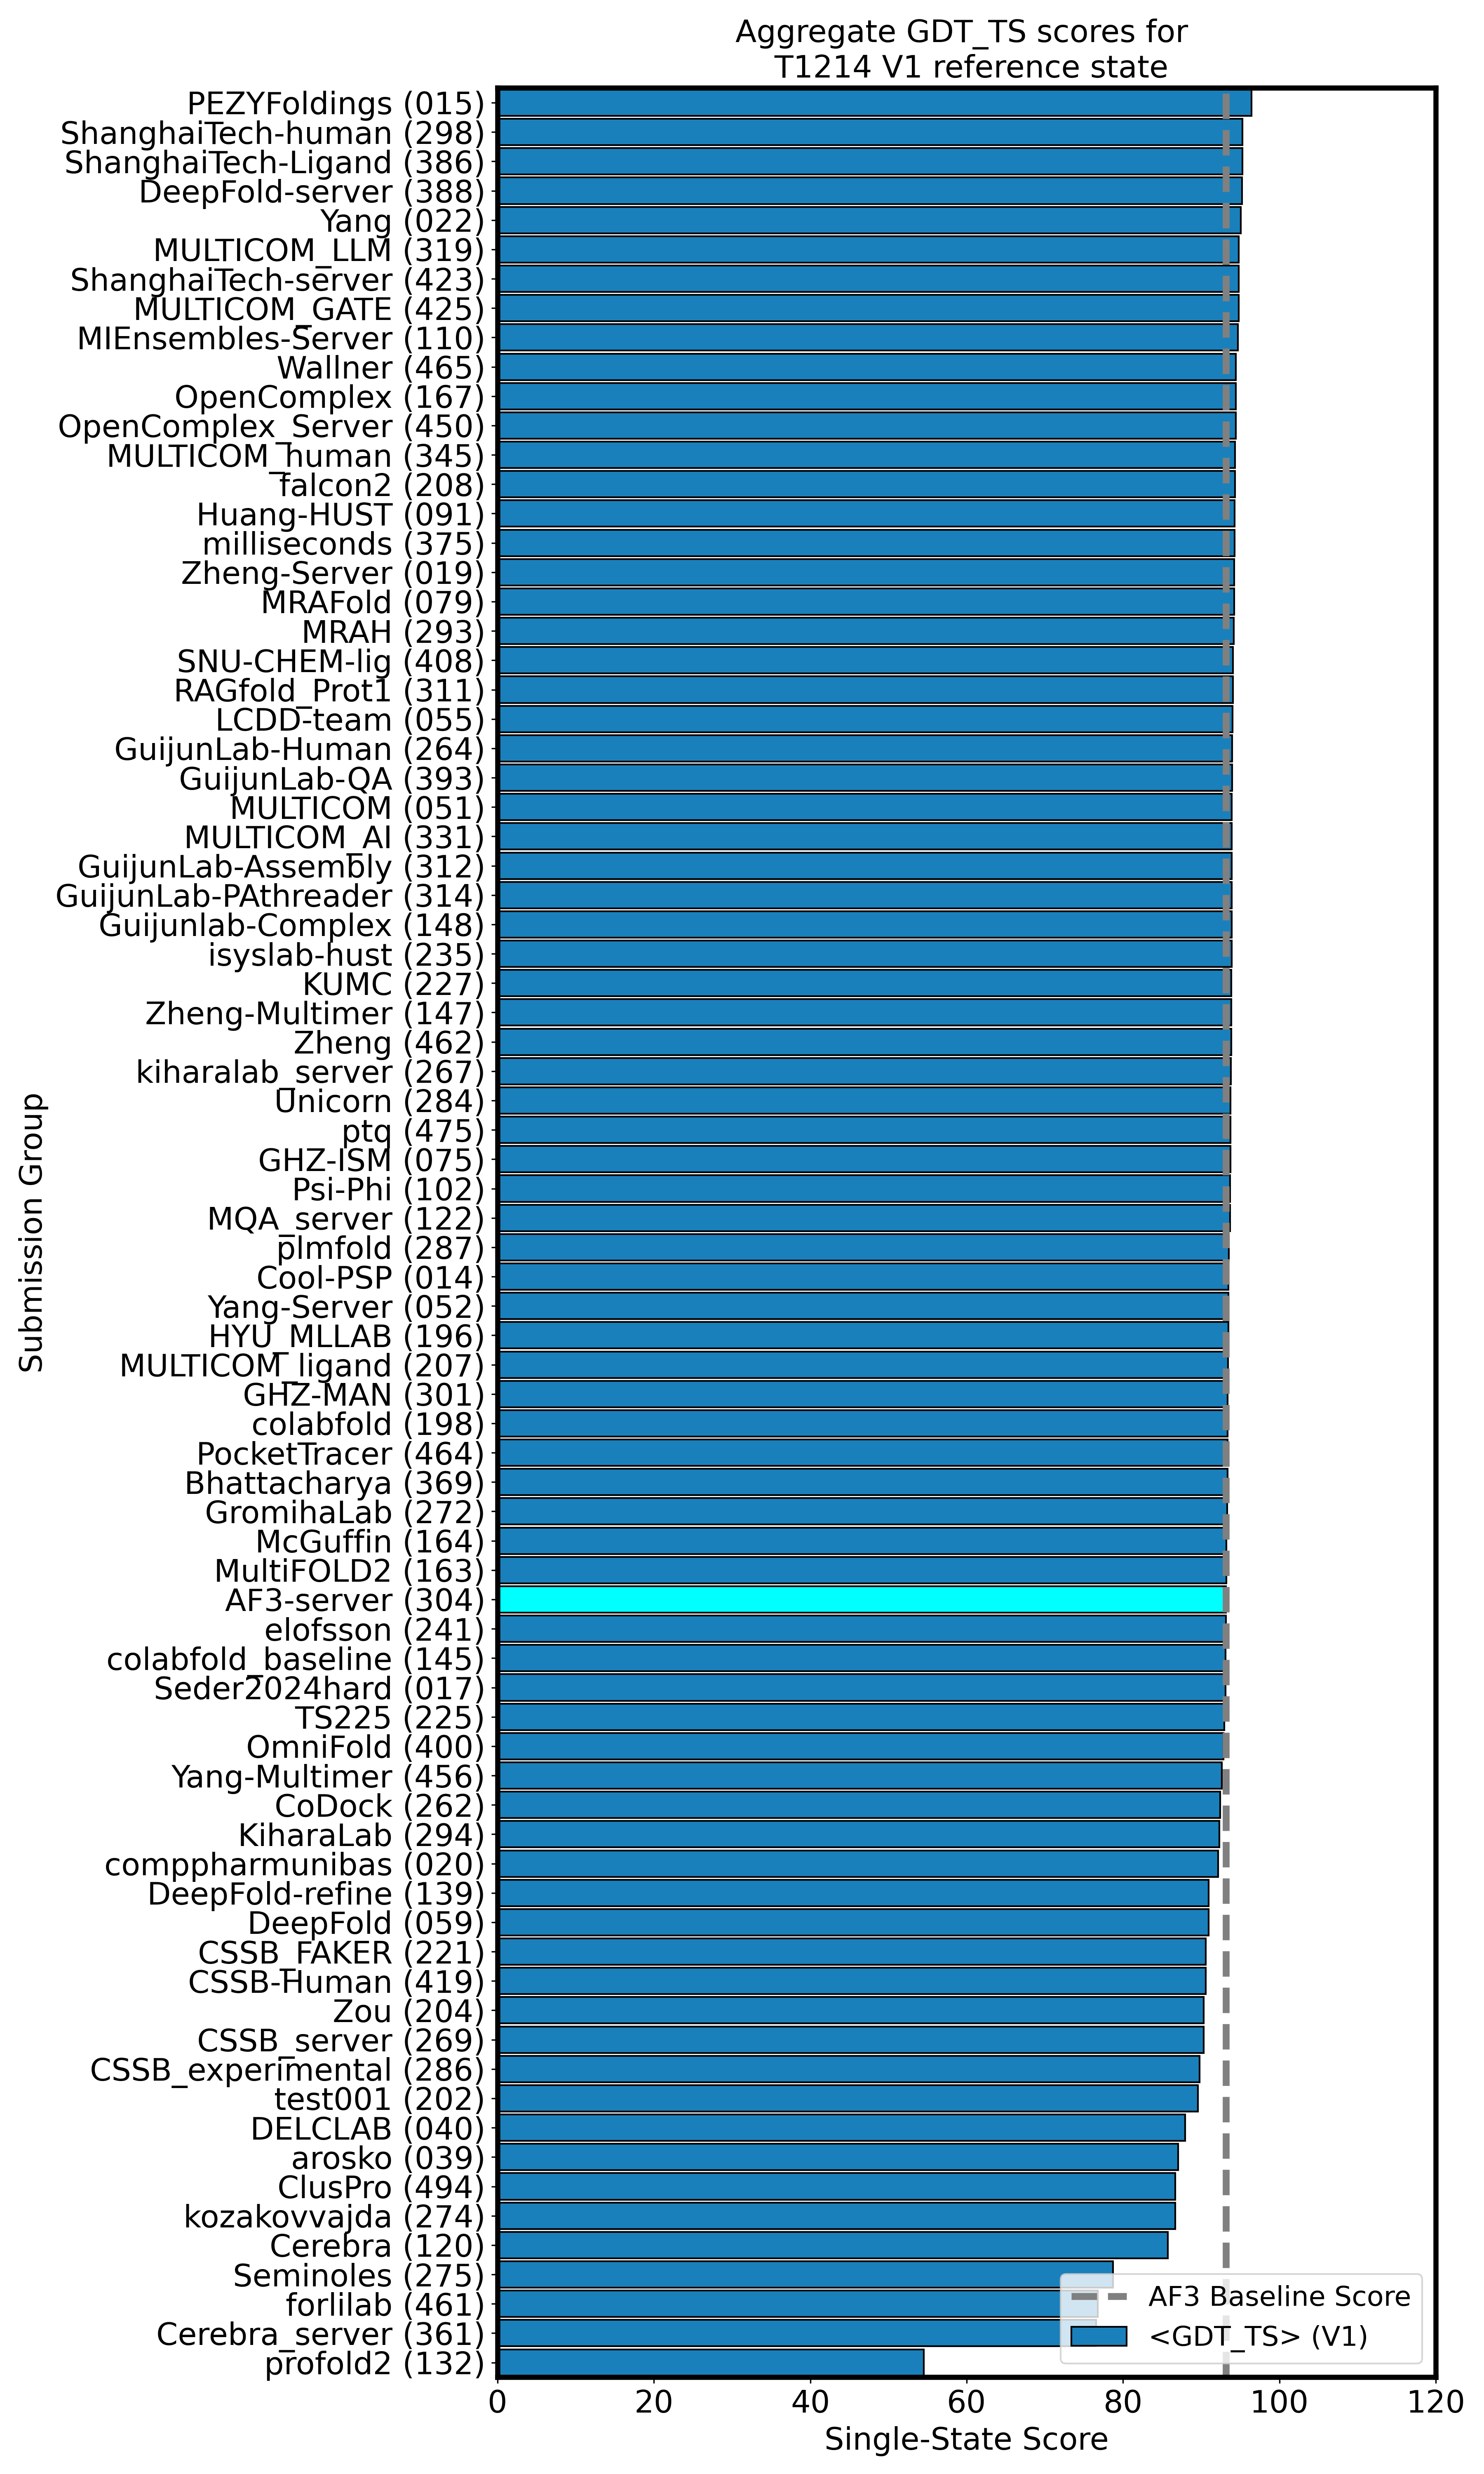 Aggregate GDT_TS scores for
T1214 V1 reference state
PEZYFoldings (015)
ShanghaiTech-human (298)
ShanghaiTech-Ligand (386)
DeepFold-server (388)
Yang (022)
MULTICOM_LLM (319)
ShanghaiTech-server (423)
MULTICOM_GATE (425)
MIEnsembles-Server (110)
Wallner (465)
OpenComplex (167)
OpenComplex_Server (450)
MULTICOM_human (345)
falcon2 (208)
Huang-HUST (091)
milliseconds (375)
Zheng-Server (019)
MRAFold (079)
MRAH (293)
SNU-CHEM-lig (408)
RAGfold_Prot1 (311)
LCDD-team (055)
GuijunLab-Human (264)
GuijunLab-QA (393)
MULTICOM (051)
MULTICOM_AI (331)
GuijunLab-Assembly (312)
GuijunLab-PAthreader (314)
Guijunlab-Complex (148)
isyslab-hust (235)
KUMC (227)
Zheng-Multimer (147)
Zheng (462)
kiharalab_server (267)
Unicorn (284)
ptq (475)
GHZ-ISM (075)
Psi-Phi (102)
MQA_server (122)
plmfold (287)
Cool-PSP (014)
Yang-Server (052)
HYU_MLLAB (196)
MULTICOM_ligand (207)
GHZ-MAN (301)
colabfold (198)
PocketTracer (464)
Bhattacharya (369)
GromihaLab (272)
McGuffin (164)
MultiFOLD2 (163)
AF3-server (304)
elofsson (241)
colabfold_baseline (145)
Seder2024hard (017)
TS225 (225)
OmniFold (400)
Yang-Multimer (456)
CoDock (262)
KiharaLab (294)
comppharmunibas (020)
DeepFold-refine (139)
DeepFold (059)
CSSB_FAKER (221)
CSSB-Human (419)
Zou (204)
CSSB_server (269)
CSSB_experimental (286)
test001 (202)
DELCLAB (040)
arosko (039)
ClusPro (494)
kozakovvajda (274)
Cerebra (120)
Seminoles (275)
forlilab (461)
Cerebra_server (361)
profold2 (132)
Submission Group
AF3 Baseline Score
<GDT_TS> (V1)
0 20 40 60 80 100 120
Single-State Score